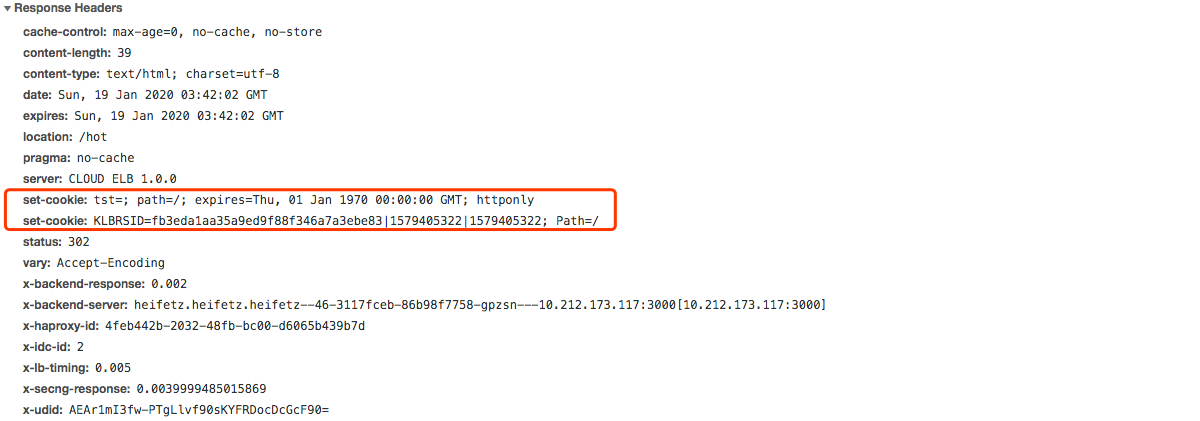 Response Headers
cache-control: max-age=0, no-cache, no-store
content-length: 39
content-type: text/html; charset=utf-8
date: Sun, 19 Jan 2020 03:42:02 GMT
expires: Sun, 19 Jan 2020 03:42:02 GMT
location: /hot
pragma: no-cache
server: CLOUD ELB 1.0.0
set-cookie: tst=; path=/; expires=Thu, 01 Jan 1970 00:00:00 GMT; httponly
set-cookie: KLBRSID=fb3eda1aa35a9ed9f88f346a7a3ebe83|1579405322|1579405322; Path=/
status: 302
vary: Accept-Encoding
x-backend-response: 0.002
x-backend-server: heifetz.heifetz.heifetz--46-3117fceb-86b98f7758-gpzsn---10.212.173.117:3000[10.212.173.117:3000]
x-haproxy-id: 4feb442b-2032-48fb-bc00-d6065b439b7d
x-idc-id: 2
x-lb-timing: 0.005
x-secng-response: 0.0039999485015869
x-udid: AEAr1mI3fw-PTgLlvf90sKYFRDocDcGcF90=